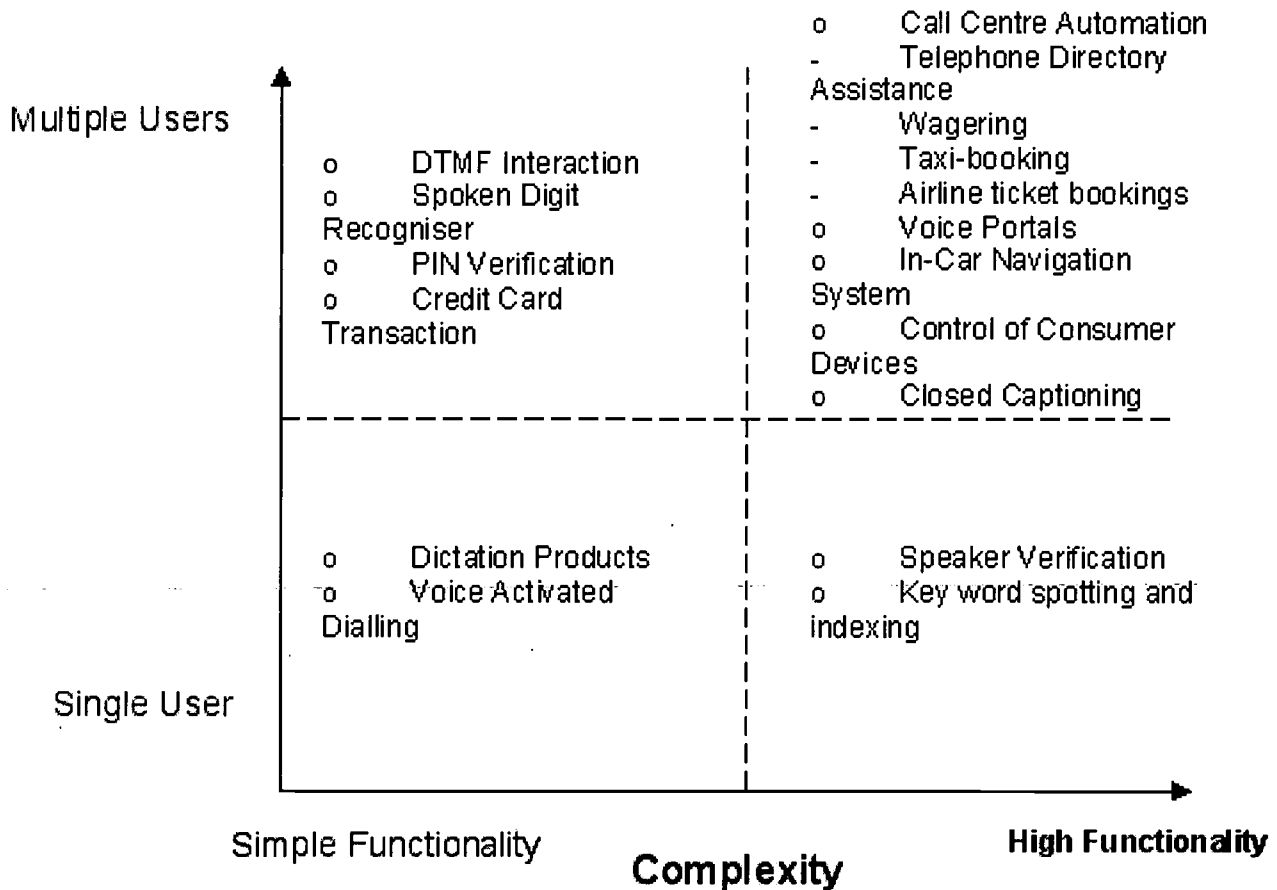 o Call Centre Automation
- Telephone Directory
Assistance
- Wagering
- Taxi-booking
- Airline ticket bookings
o Voice Portals
o In-Car Navigation
System
o Control of Consumer
Devices
o Closed Captioning
Multiple Users
o DTMF Interaction
o Spoken Digit
Recogniser
o PIN Verification
o Credit Card
Transaction
o Dictation Products
o Voice Activated
Dialling
o Speaker Verification
o Key word spotting and
indexing
Single User
Simple Functionality
High Functionality
Complexity